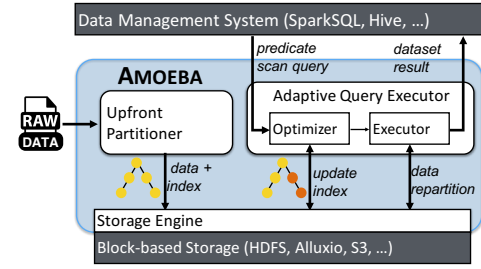 Data Management System (SparkSQL, Hive, ...)
predicate
scan query
dataset
result
AMOEBA
Adaptive Query Executor
Upfront
Partitioner
Optimizer
Executor
RAW
DATA
data +
index
update
index
data
repartition
Storage Engine
Block-based Storage (HDFS, Alluxio, S3, ...)